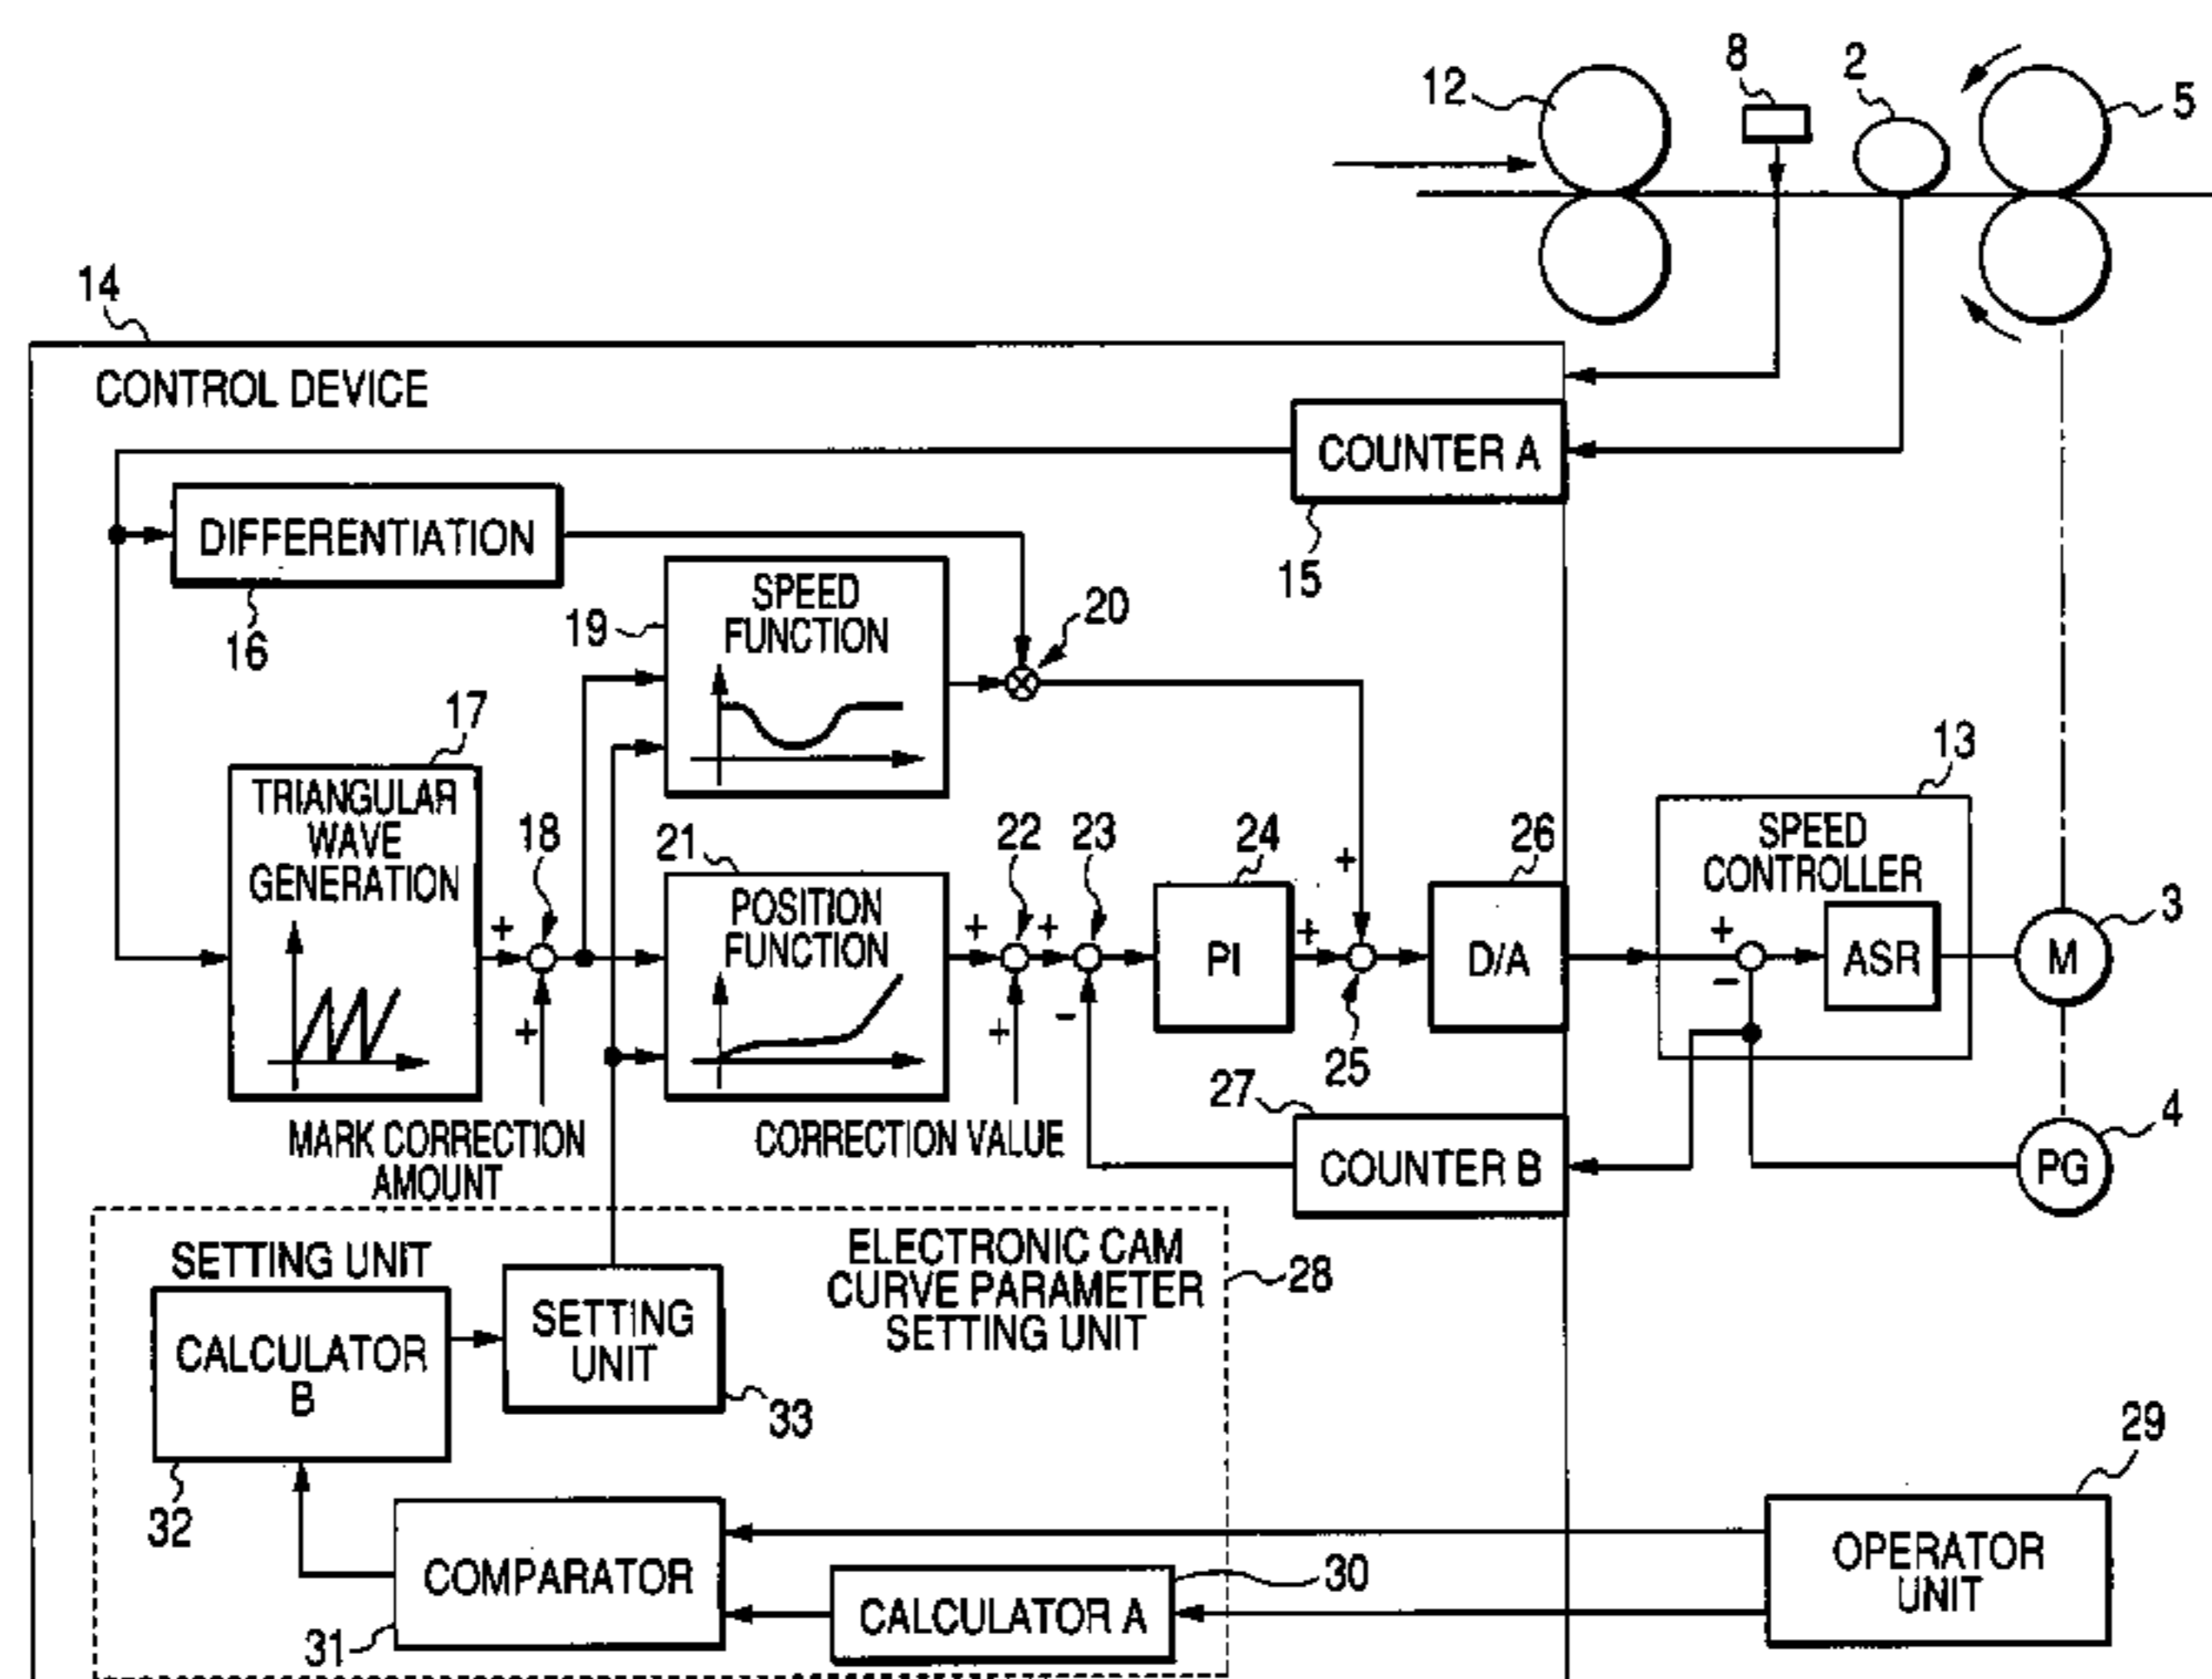 8
2
12
5
14
CONTROL DEVICE
COUNTER A
15
DIFFERENTIATION
16
SPEED
FUNCTION
19
20
17
TRIANGULAR
WAVE
GENERATION
18
+
+
MARK CORRECTION
AMOUNT
21
POSITION
FUNCTION
22
23
+
+
+
-
CORRECTION VALUE
24
PI
+
+
25
26
D/A
13
SPEED
CONTROLLER
+
-
ASR
3
M
27
COUNTER B
4
PG
SETTING UNIT
CALCULATOR
B
32
SETTING
UNIT
33
ELECTRONIC CAM
CURVE PARAMETER
SETTING UNIT
28
29
OPERATOR
UNIT
COMPARATOR
31
CALCULATOR A
30